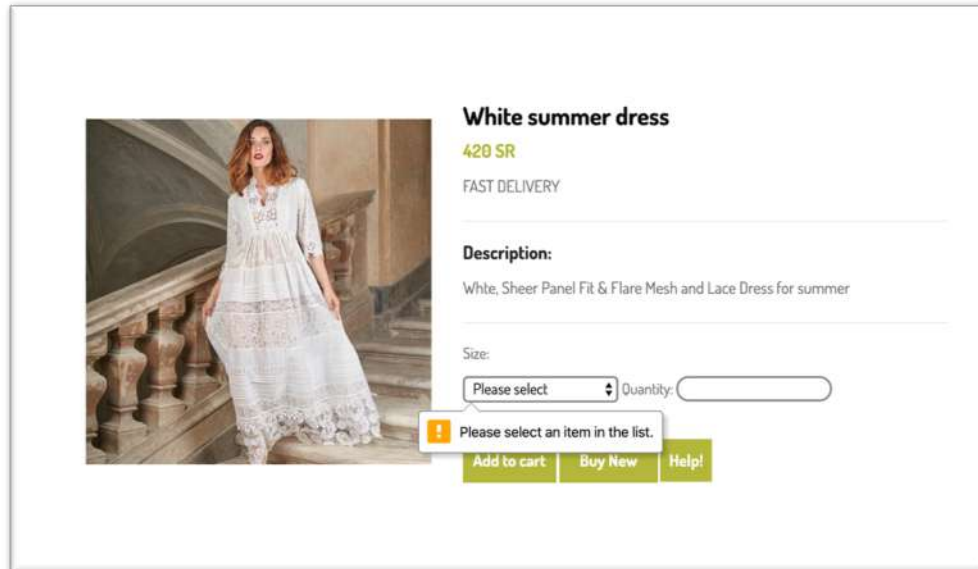 White summer dress
420 SR
FAST DELIVERY
Description:
Whte, Sheer Panel Fit & Flare Mesh and Lace Dress for summer
Size:
Please select Quantity:
Please select an item in the list.
Add to cart Buy New Help!